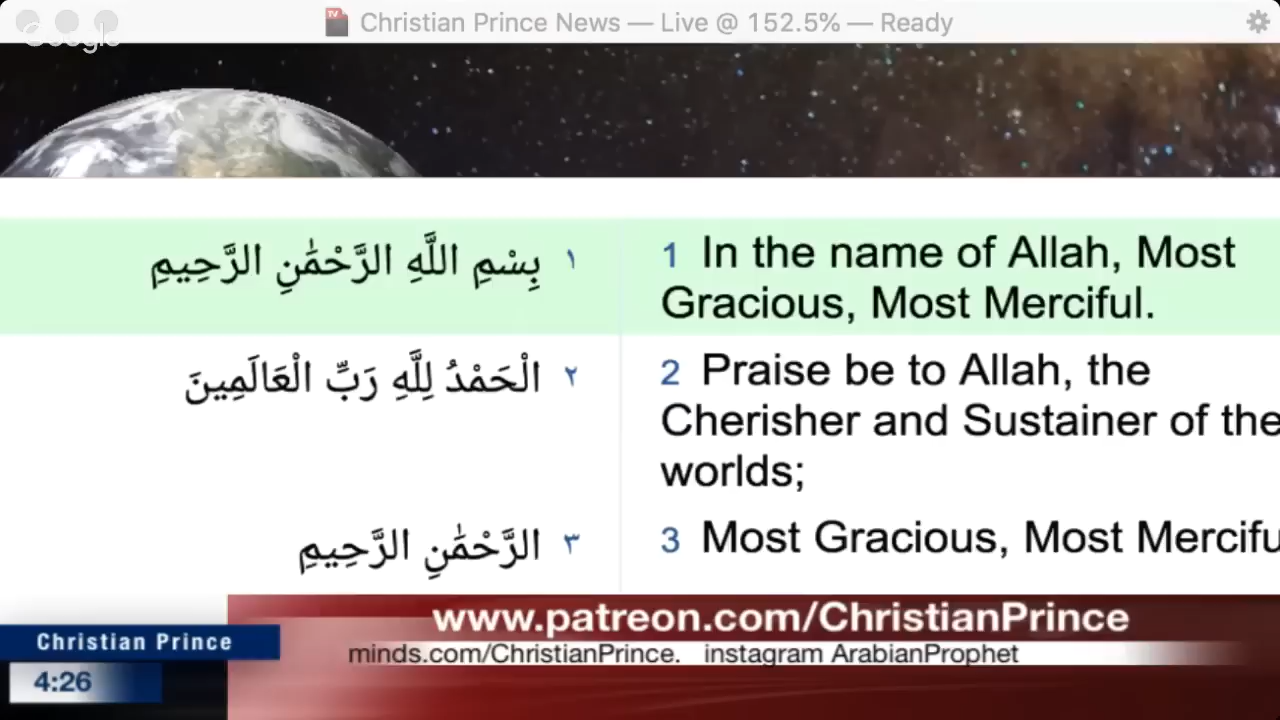 Christian Prince News — Live @ 152.5% — Ready
Google
بِسْمِ اللَّهِ الرَّحْمَٰنِ الرَّحِيمِ ١
1 In the name of Allah, Most
Gracious, Most Merciful.
الْحَمْدُ لِلَّهِ رَبِّ الْعَالَمِينَ ٢
2 Praise be to Allah, the
Cherisher and Sustainer of the
worlds;
الرَّحْمَٰنِ الرَّحِيمِ ٣
3 Most Gracious, Most Mercifu
www.patreon.com/ChristianPrince
minds.com/ChristianPrince. instagram ArabianProphet
Christian Prince
4:26